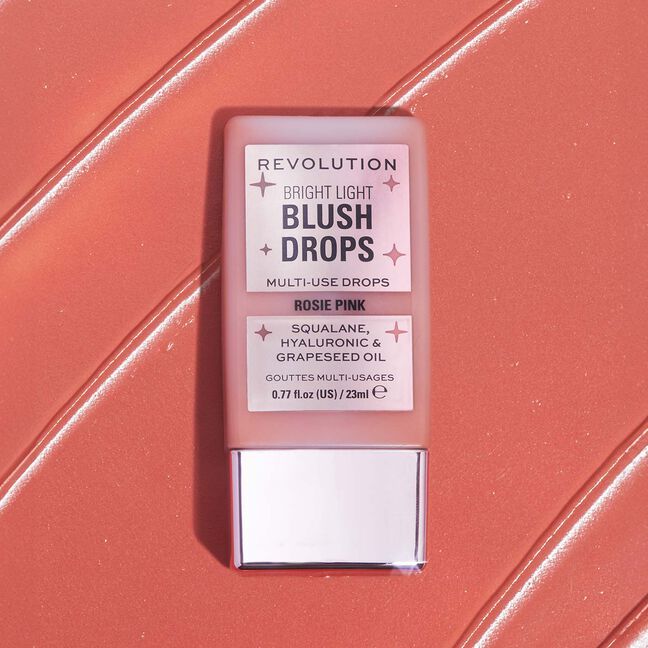 REVOLUTION
BRIGHT LIGHT
BLUSH
DROPS
MULTI-USE DROPS
ROSIE PINK
SQUALANE,
HYALURONIC &
GRAPESEED OIL
GOUTTES MULTI-USAGES
0.77 fl.oz (US) / 23ml ℮